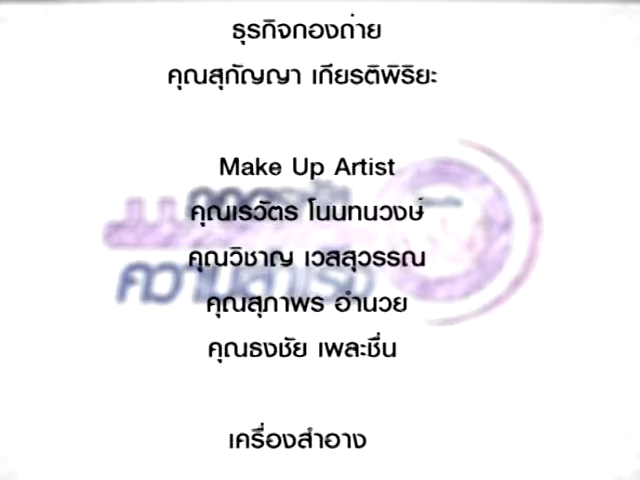 ธุรกิจกองถ่าย
คุณสุกัญญา เกียรติพิริยะ
Make Up Artist
คุณเรวัตร โนนทนวงษ์
คุณวิชาญ เวสสุวรรณ
คุณสุภาพร อำนวย
คุณธงชัย เพละชื่น
เครื่องสำอาง